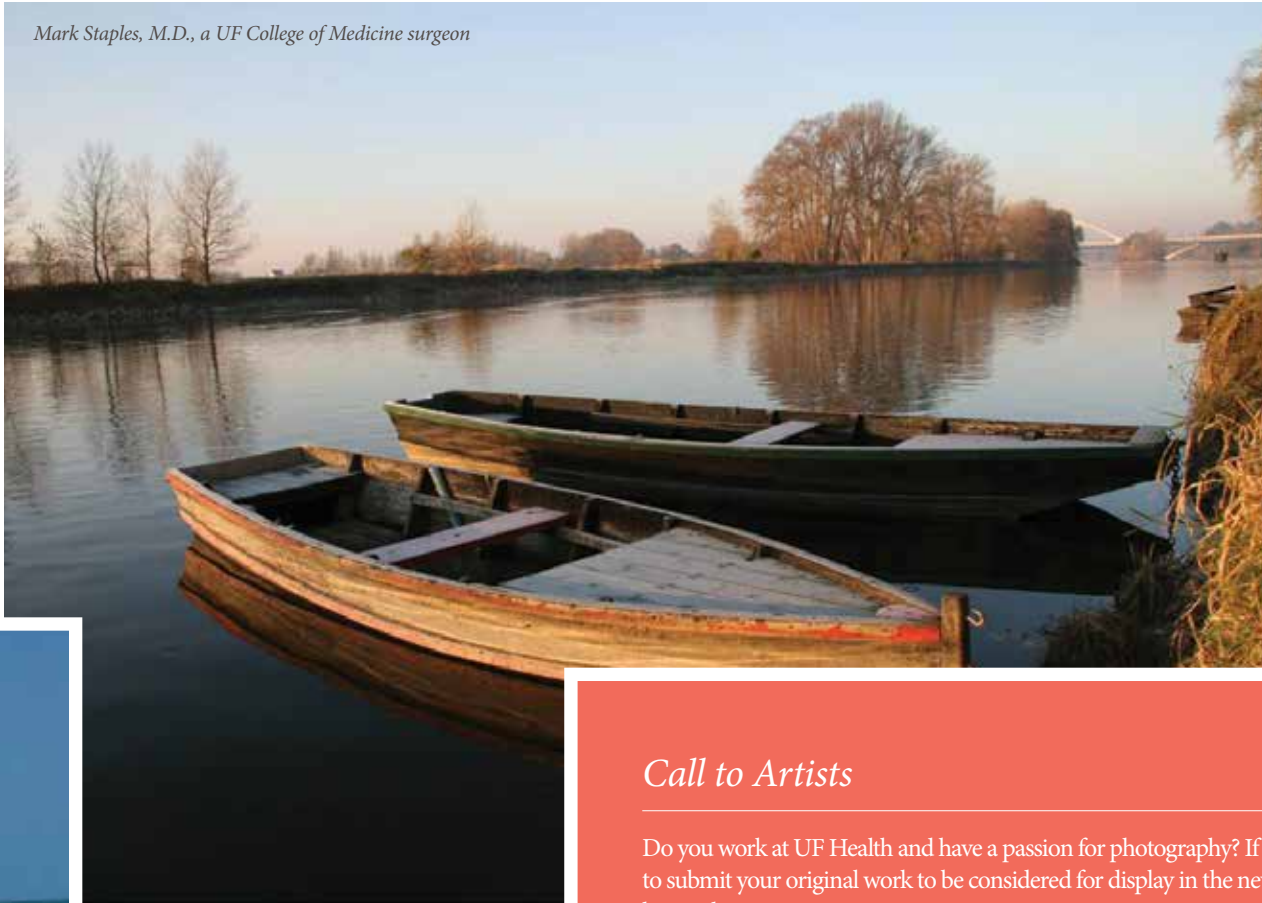 Mark Staples, M.D., a UF College of Medicine surgeon
Call to Artists
Do you work at UF Health and have a passion for photography? If
to submit your original work to be considered for display in the